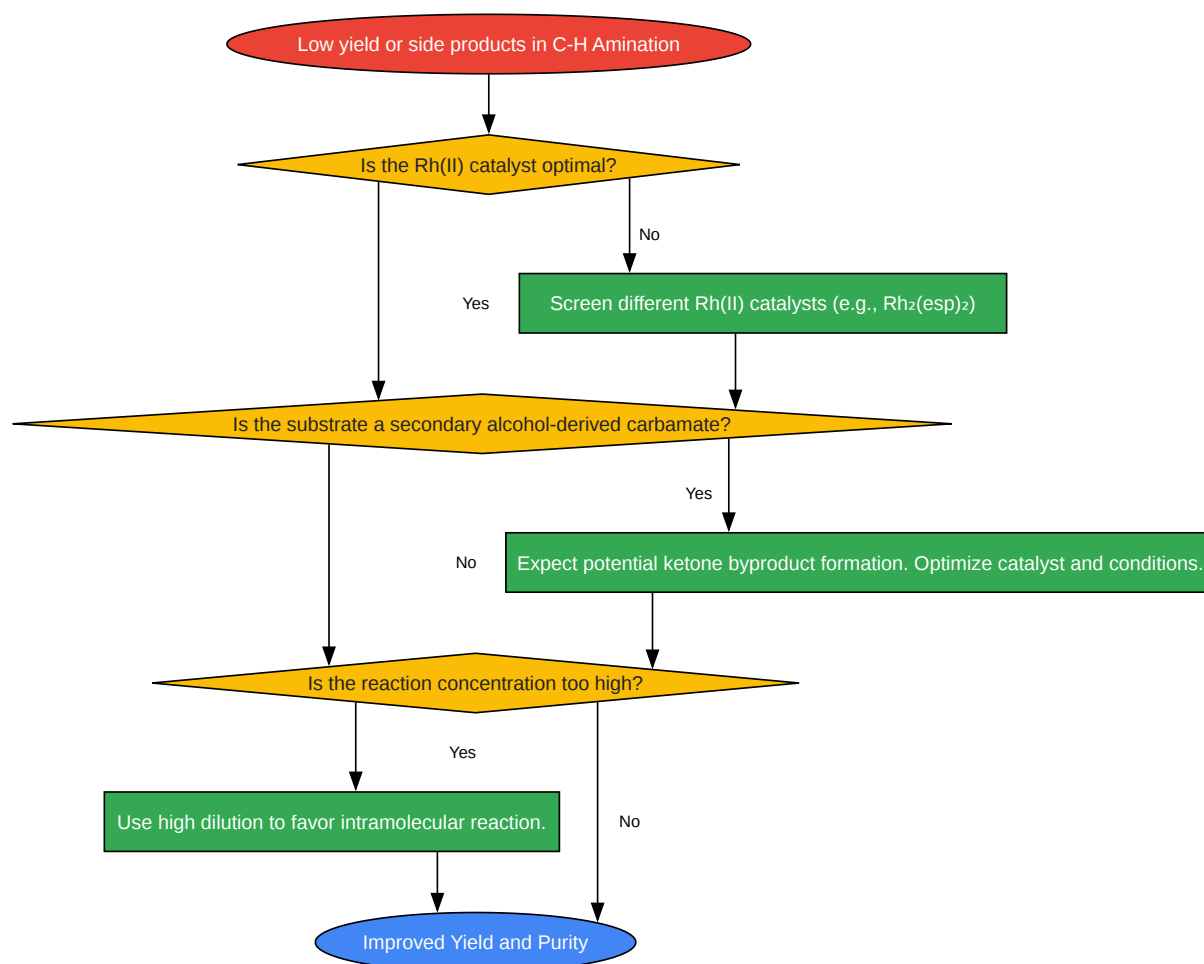 Low yield or side products in C-H Amination
Is the Rh(II) catalyst optimal?
No
Yes
Screen different Rh(II) catalysts (e.g., Rh₂(esp)₂)
Is the substrate a secondary alcohol-derived carbamate?
Yes
No
Expect potential ketone byproduct formation. Optimize catalyst and conditions.
Is the reaction concentration too high?
Yes
Use high dilution to favor intramolecular reaction.
No
Improved Yield and Purity